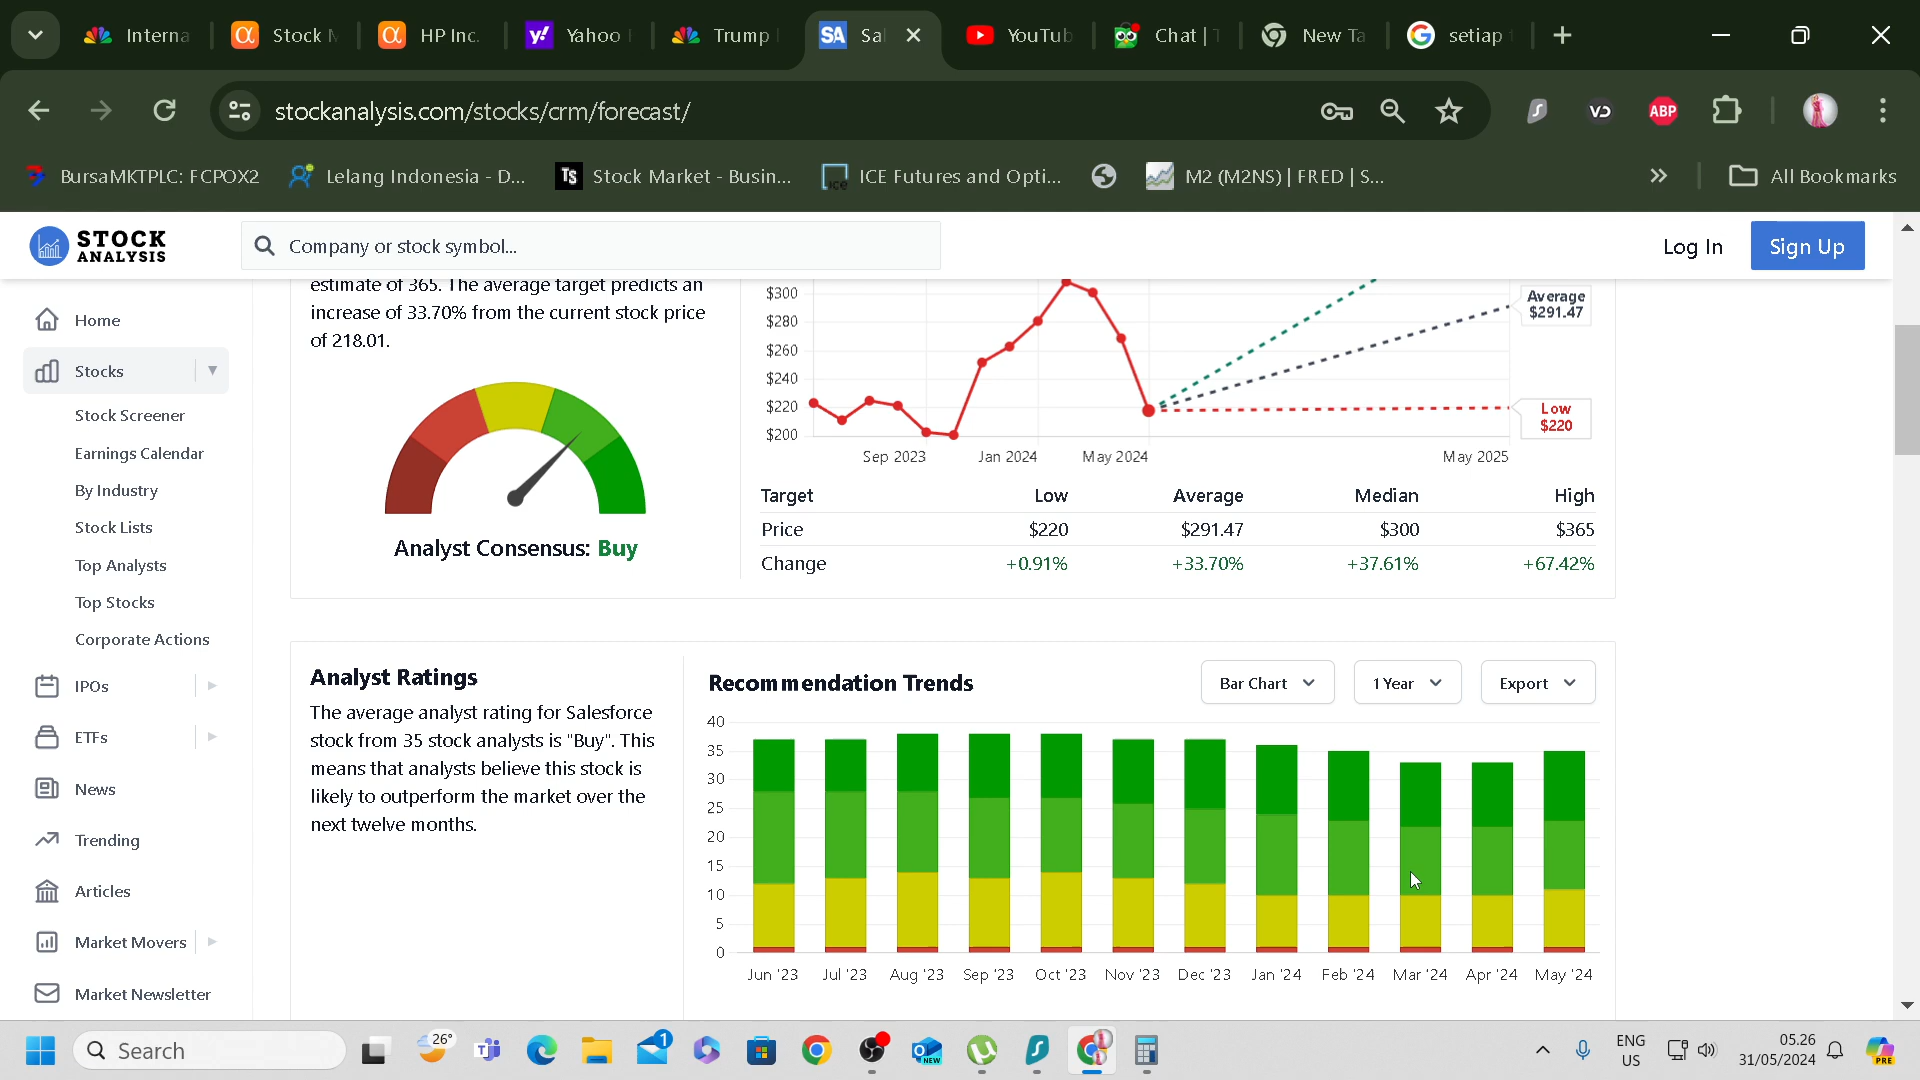 Interna
Stock M
HP Inc.
Yahoo
Trump
SA Sa
YouTub
Chat | T
New Ta
setiap
stockanalysis.com/stocks/crm/forecast/
VD
ABP
BursaMKTPLC: FCPOX2
Lelang Indonesia - D...
TS Stock Market - Busin...
ICE Futures and Opti...
M2 (M2NS) | FRED | S...
All Bookmarks
STOCK
ANALYSIS
Company or stock symbol...
Log In
Sign Up
Home
Stocks
Stock Screener
Earnings Calendar
By Industry
Stock Lists
Top Analysts
Top Stocks
Corporate Actions
IPOs
ETFs
News
Trending
Articles
Market Movers
Market Newsletter
estimate of 365. The average target predicts an
increase of 33.70% from the current stock price
of 218.01.
Analyst Consensus: Buy
$300
$280
$260
$240
$220
$200
Sep 2023 Jan 2024 May 2024 May 2025
Average
$291.47
Low
$220
Target Low Average Median High
Price $220 $291.47 $300 $365
Change +0.91% +33.70% +37.61% +67.42%
Analyst Ratings
The average analyst rating for Salesforce
stock from 35 stock analysts is "Buy". This
means that analysts believe this stock is
likely to outperform the market over the
next twelve months.
Recommendation Trends
Bar Chart
1 Year
Export
40
35
30
25
20
15
10
5
0
Jun '23 Jul '23 Aug '23 Sep '23 Oct '23 Nov '23 Dec '23 Jan '24 Feb '24 Mar '24 Apr '24 May '24
Search
26°
1
NEW
ENG
US
05.26
31/05/2024
PRE